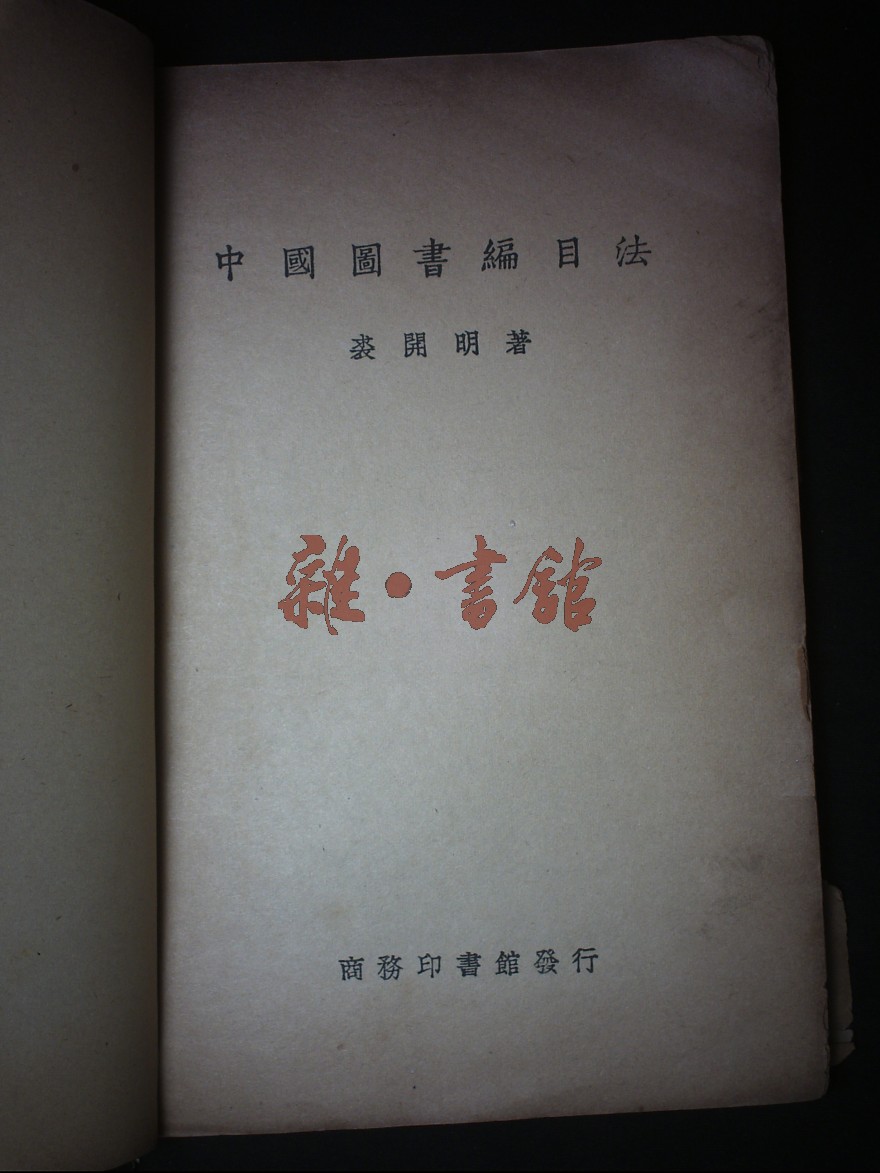 中國圖書編目法
裘開明著
雜·書館
商務印書館發行